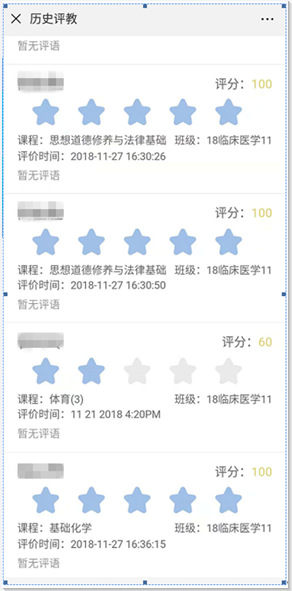 历史评教
暂无评语
评分：100
课程：思想道德修养与法律基础 班级：18临床医学11
评价时间：2018-11-27 16:30:26
暂无评语
评分：100
课程：思想道德修养与法律基础 班级：18临床医学11
评价时间：2018-11-27 16:30:50
暂无评语
评分：60
课程：体育(3) 班级：18临床医学11
评价时间：11 21 2018 4:20PM
暂无评语
评分：100
课程：基础化学 班级：18临床医学11
评价时间：2018-11-27 16:36:15
暂无评语